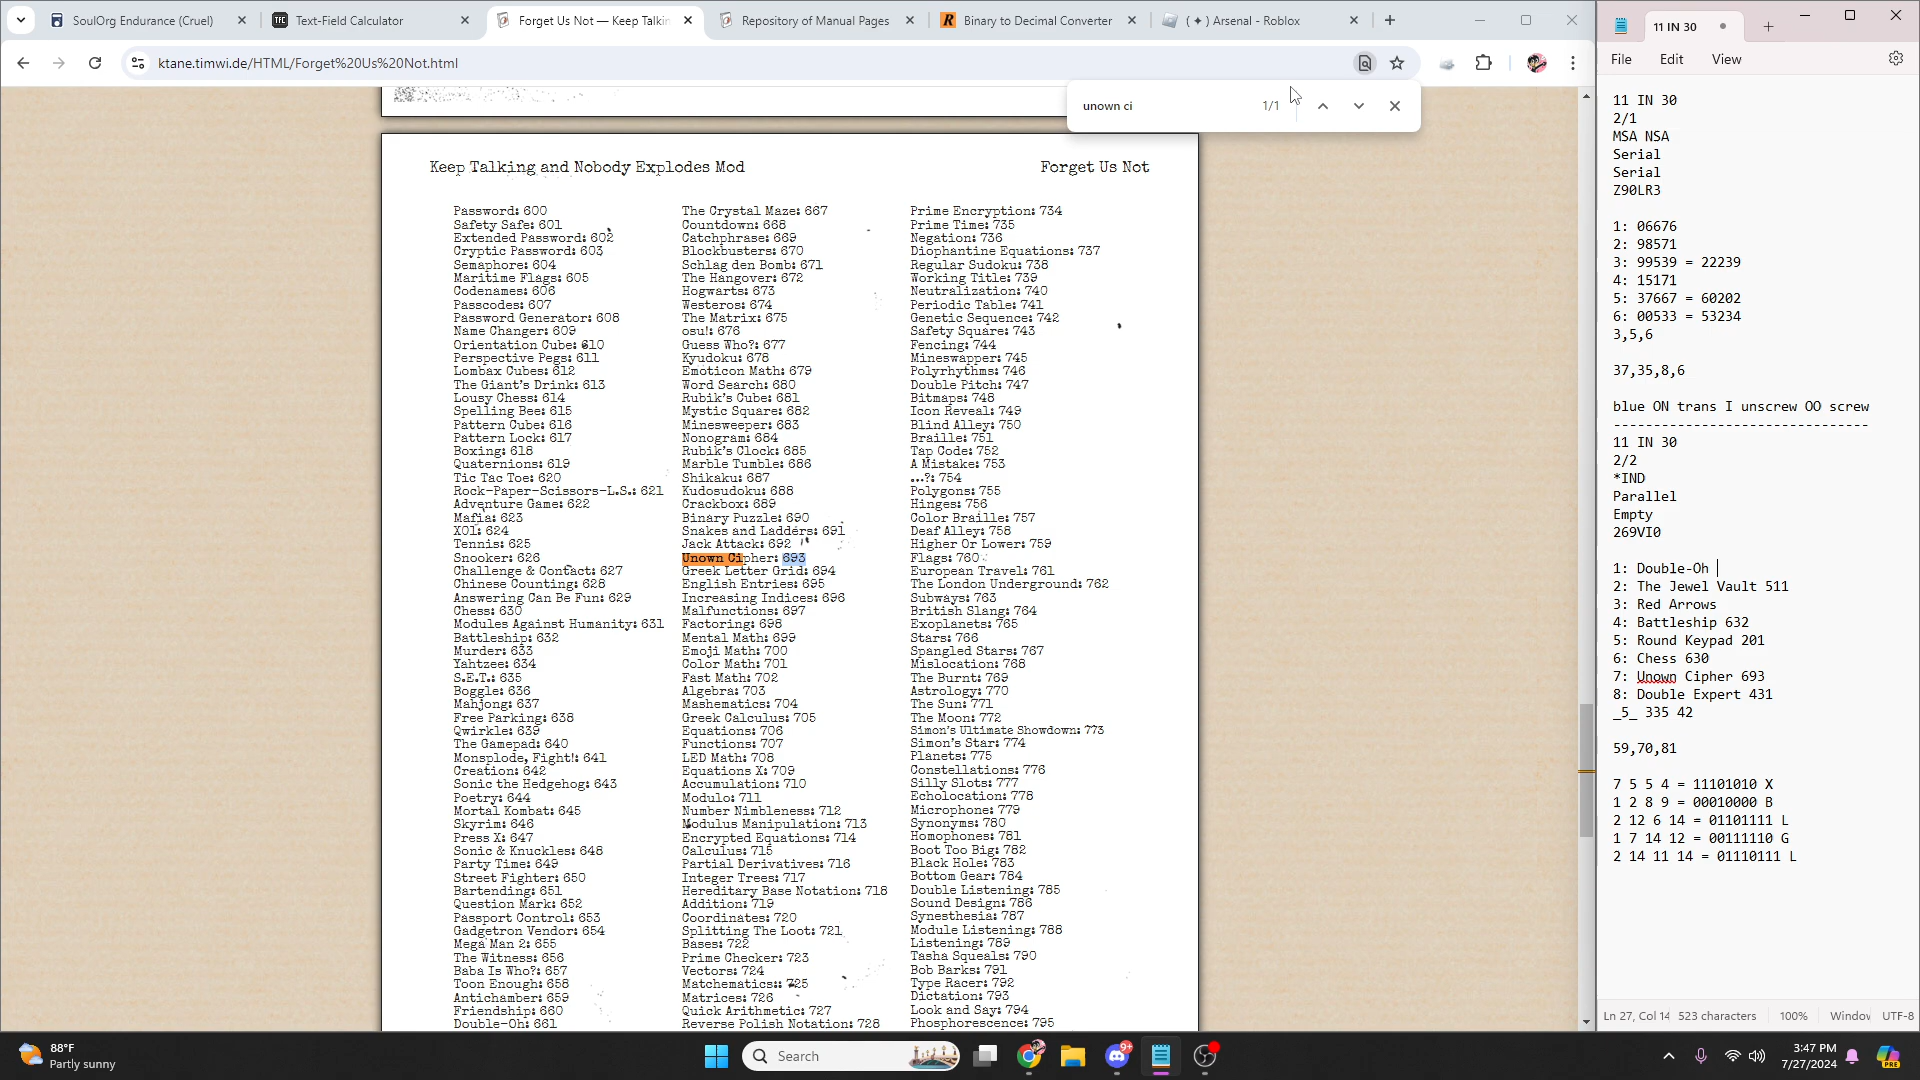 SoulOrg Endurance (Cruel)
TFC Text-Field Calculator
Forget Us Not — Keep Talkin
Repository of Manual Pages
R Binary to Decimal Converter
( ✦ ) Arsenal - Roblox
ktane.timwi.de/HTML/Forget%20Us%20Not.html
unown ci 1/1
Keep Talking and Nobody Explodes Mod
Forget Us Not
Password: 600
Safety Safe: 601
Extended Password: 602
Cryptic Password: 603
Semaphore: 604
Maritime Flags: 605
Codenames: 606
Passcodes: 607
Password Generator: 608
Name Changer: 609
Orientation Cube: 610
Perspective Pegs: 611
Lombax Cubes: 612
The Giant's Drink: 613
Lousy Chess: 614
Spelling Bee: 615
Pattern Cube: 616
Pattern Lock: 617
Boxing: 618
Quaternions: 619
Tic Tac Toe: 620
Rock-Paper-Scissors-L.S.: 621
Adventure Game: 622
Mafia: 623
X01: 624
Tennis: 625
Snooker: 626
Challenge & Contact: 627
Chinese Counting: 628
Answering Can Be Fun: 629
Chess: 630
Modules Against Humanity: 631
Battleship: 632
Murder: 633
Yahtzee: 634
S.E.T.: 635
Boggle: 636
Mahjong: 637
Free Parking: 638
Qwirkle: 639
The Gamepad: 640
Monsplode, Fight!: 641
Creation: 642
Sonic the Hedgehog: 643
Poetry: 644
Mortal Kombat: 645
Skyrim: 646
Press X: 647
Sonic & Knuckles: 648
Party Time: 649
Street Fighter: 650
Bartending: 651
Question Mark: 652
Passport Control: 653
Gadgetron Vendor: 654
Mega Man 2: 655
The Witness: 656
Baba Is Who?: 657
Toon Enough: 658
Antichamber: 659
Friendship: 660
Double-Oh: 661
The Crystal Maze: 667
Countdown: 668
Catchphrase: 669
Blockbusters: 670
Schlag den Bomb: 671
The Hangover: 672
Hogwarts: 673
Westeros: 674
The Matrix: 675
osu!: 676
Guess Who?: 677
Kyudoku: 678
Emoticon Math: 679
Word Search: 680
Rubik's Cube: 681
Mystic Square: 682
Minesweeper: 683
Nonogram: 684
Rubik's Clock: 685
Marble Tumble: 686
Shikaku: 687
Kudosudoku: 688
Crackbox: 689
Binary Puzzle: 690
Snakes and Ladders: 691
Jack Attack: 692
Unown Cipher: 693
Greek Letter Grid: 694
English Entries: 695
Increasing Indices: 696
Malfunctions: 697
Factoring: 698
Mental Math: 699
Emoji Math: 700
Color Math: 701
Fast Math: 702
Algebra: 703
Mashematics: 704
Greek Calculus: 705
Equations: 706
Functions: 707
LED Math: 708
Equations X: 709
Accumulation: 710
Modulo: 711
Number Nimbleness: 712
Modulus Manipulation: 713
Encrypted Equations: 714
Calculus: 715
Partial Derivatives: 716
Integer Trees: 717
Hereditary Base Notation: 718
Addition: 719
Coordinates: 720
Splitting The Loot: 721
Bases: 722
Prime Checker: 723
Vectors: 724
Matchematics: 725
Matrices: 726
Quick Arithmetic: 727
Reverse Polish Notation: 728
Prime Encryption: 734
Prime Time: 735
Negation: 736
Diophantine Equations: 737
Regular Sudoku: 738
Working Title: 739
Neutralization: 740
Periodic Table: 741
Genetic Sequence: 742
Safety Square: 743
Fencing: 744
Mineswapper: 745
Polyrhythms: 746
Double Pitch: 747
Bitmaps: 748
Icon Reveal: 749
Blind Alley: 750
Braille: 751
Tap Code: 752
A Mistake: 753
...?: 754
Polygons: 755
Hinges: 756
Color Braille: 757
Deaf Alley: 758
Higher Or Lower: 759
Flags: 760
European Travel: 761
The London Underground: 762
Subways: 763
British Slang: 764
Exoplanets: 765
Stars: 766
Spangled Stars: 767
Mislocation: 768
The Burnt: 769
Astrology: 770
The Sun: 771
The Moon: 772
Simon's Ultimate Showdown: 773
Simon's Star: 774
Planets: 775
Constellations: 776
Silly Slots: 777
Echolocation: 778
Microphone: 779
Synonyms: 780
Homophones: 781
Boot Too Big: 782
Black Hole: 783
Bottom Gear: 784
Double Listening: 785
Sound Design: 786
Synesthesia: 787
Module Listening: 788
Listening: 789
Tasha Squeals: 790
Bob Barks: 791
Type Racer: 792
Dictation: 793
Look and Say: 794
Phosphorescence: 795
11 IN 30
File Edit View
11 IN 30
2/1
MSA NSA
Serial
Serial
Z90LR3
1: 06676
2: 98571
3: 99539 = 22239
4: 15171
5: 37667 = 60202
6: 00533 = 53234
3,5,6
37,35,8,6
blue ON trans I unscrew OO screw
--------------------------------
11 IN 30
2/2
*IND
Parallel
Empty
269VI0
1: Double-Oh
2: The Jewel Vault 511
3: Red Arrows
4: Battleship 632
5: Round Keypad 201
6: Chess 630
7: Unown Cipher 693
8: Double Expert 431
_5_ 335 42
59,70,81
7 5 5 4 = 11101010 X
1 2 8 9 = 00010000 B
2 12 6 14 = 01101111 L
1 7 14 12 = 00111110 G
2 14 11 14 = 01110111 L
Ln 27, Col 14 523 characters 100% Window UTF-8
88°F
Partly sunny
Search
9+
3:47 PM
7/27/2024
PRE